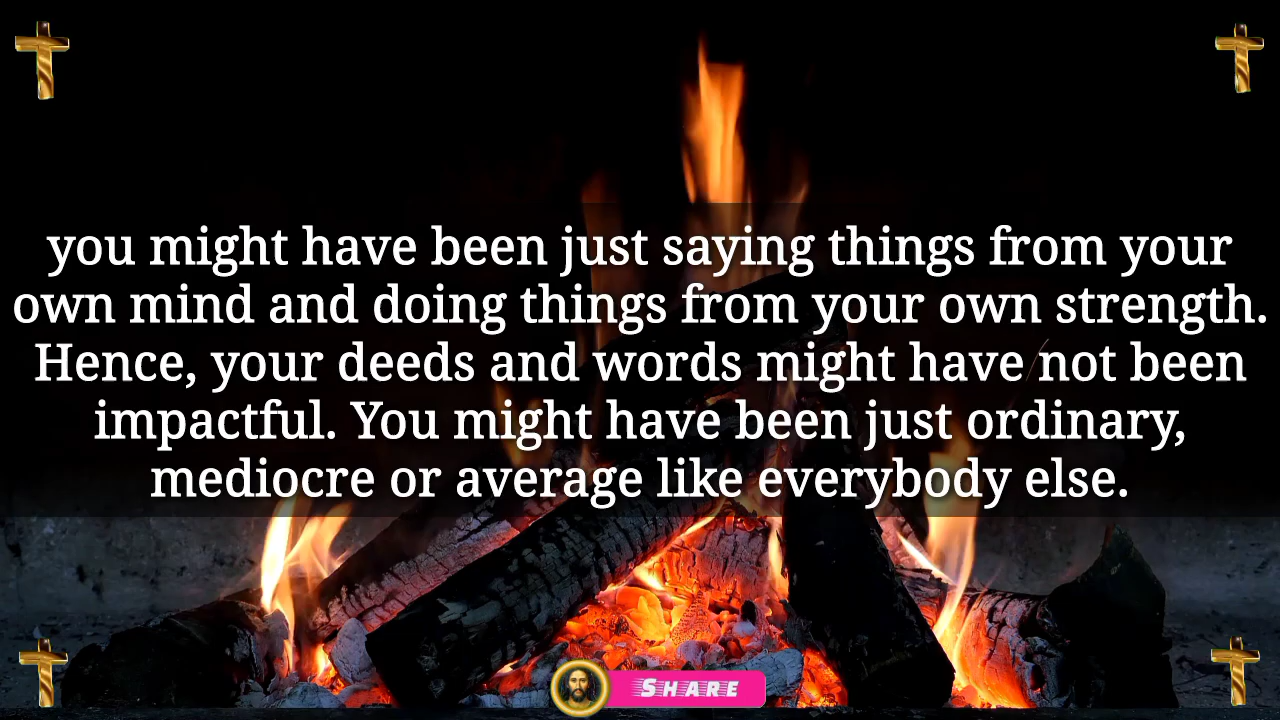 you might have been just saying things from your
own mind and doing things from your own strength.
Hence, your deeds and words might have not been
impactful. You might have been just ordinary,
mediocre or average like everybody else.
SHARE